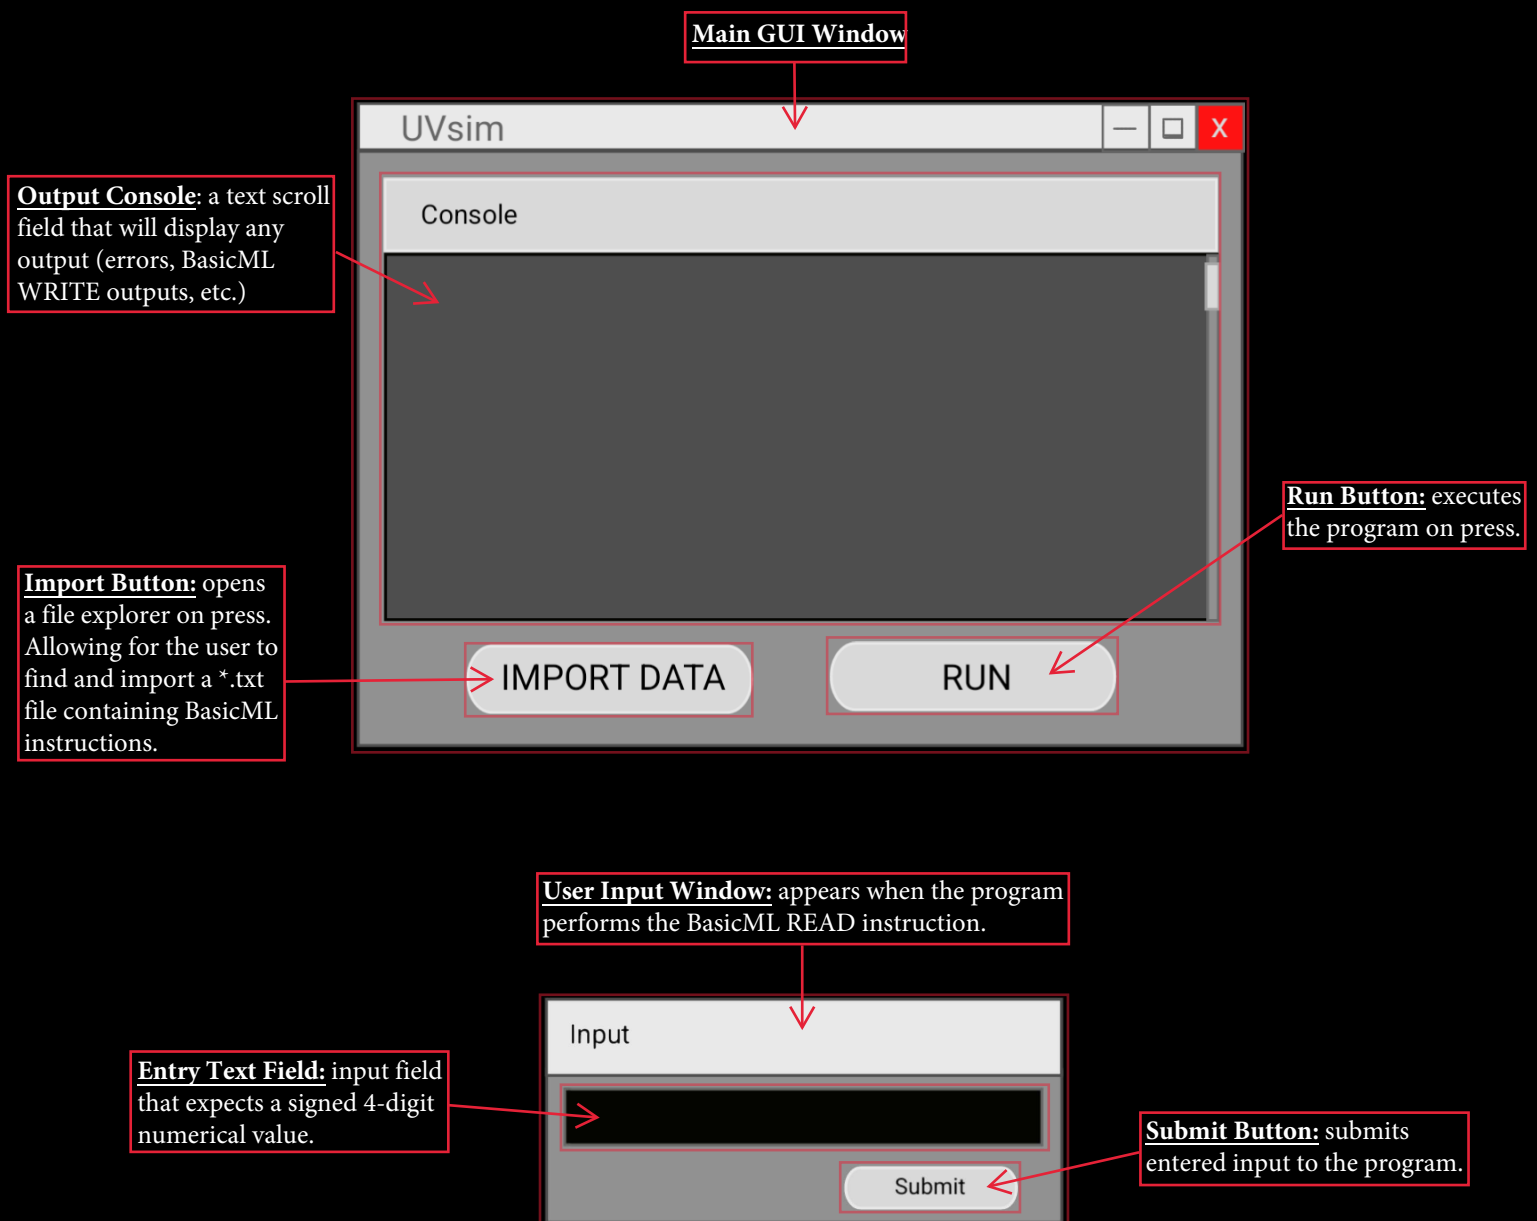 Main GUI Window
UVsim
X
Output Console: a text scroll
field that will display any
output (errors, BasicML
WRITE outputs, etc.)
Console
Run Button: executes
the program on press.
Import Button: opens
a file explorer on press.
Allowing for the user to
find and import a *.txt
file containing BasicML
instructions.
IMPORT DATA
RUN
User Input Window: appears when the program
performs the BasicML READ instruction.
Input
Entry Text Field: input field
that expects a signed 4-digit
numerical value.
Submit Button: submits
entered input to the program.
Submit